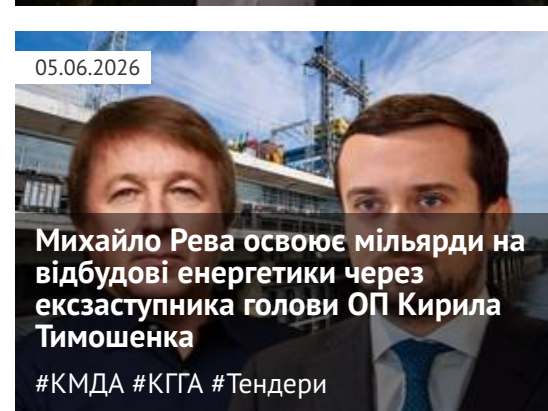 05.06.2026
Михайло Рева освоює мільярди на
відбудові енергетики через
ексзаступника голови ОП Кирила
Тимошенка
#КМДА #КГГА #Тендери